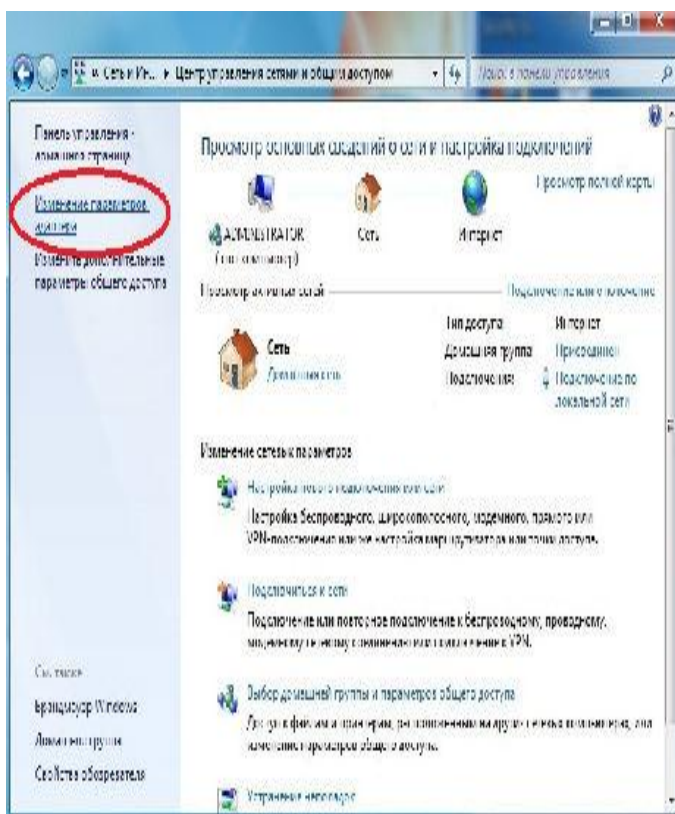 « Сеть и Ин... ▸ Центр управления сетями и общим доступом
Поиск в панели управления
Панель управления -
домашняя страница
Изменение параметров
адаптера
Изменить дополнительные
параметры общего доступа
Просмотр основных сведений о сети и настройка подключений
Просмотр полной карты
ADMINISTRATOR
(этот компьютер)
Сеть
Интернет
Просмотр активных сетей
Подключение или отключение
Сеть
Домашняя сеть
Тип доступа:
Интернет
Домашняя группа:
Присоединен
Подключения:
Подключение по
локальной сети
Изменение сетевых параметров
Настройка нового подключения или сети
Настройка беспроводного, широкополосного, модемного, прямого или
VPN-подключения или же настройка маршрутизатора или точки доступа.
Подключиться к сети
Подключение или повторное подключение к беспроводному, проводному,
модемному сетевому соединению или подключение к VPN.
Выбор домашней группы и параметров общего доступа
Доступ к файлам и принтерам, расположенным на других сетевых компьютерах, или
изменение параметров общего доступа.
Устранение неполадок
См. также
Брандмауэр Windows
Домашняя группа
Свойства обозревателя